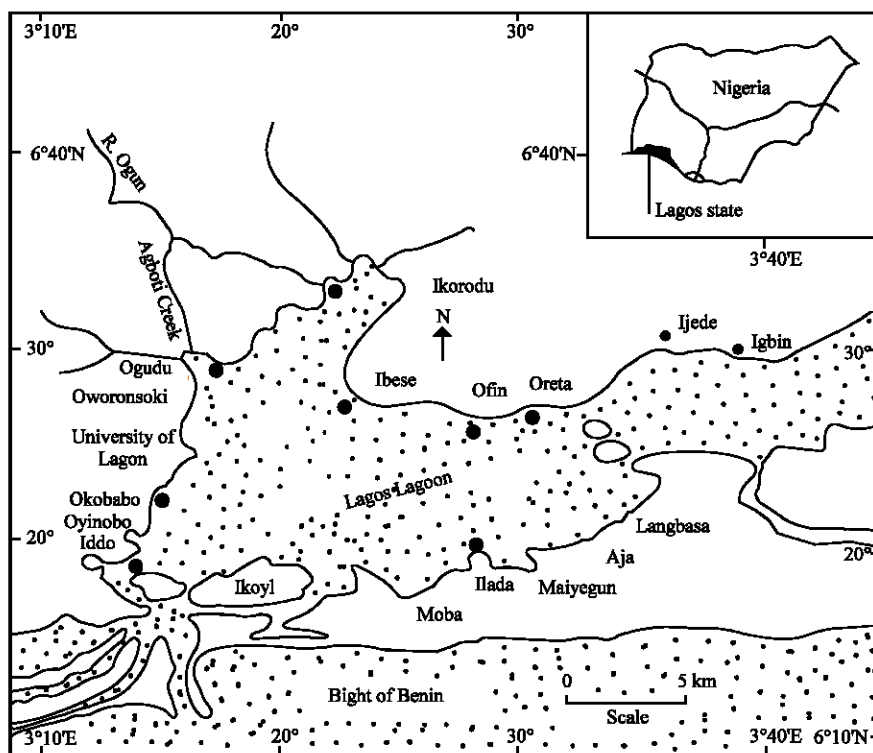 3°10'E
20°
30°
Nigeria
6°40'N
6°40'N
R. Ogun
Lagos state
3°40'E
Agboti Creek
Ikorodu
N
Ijede
Igbin
30°
30°
Ogudu
Ibese
Ofin
Oreta
Oworonsoki
University of
Lagon
Lagos Lagoon
Okobabo
Oyinobo
Iddo
20°
Langbasa
20°
Aja
Ikoyl
Ilada
Maiyegun
Moba
0
5 km
Bight of Benin
Scale
3°10'E
20°
30°
3°40'E
6°10'N